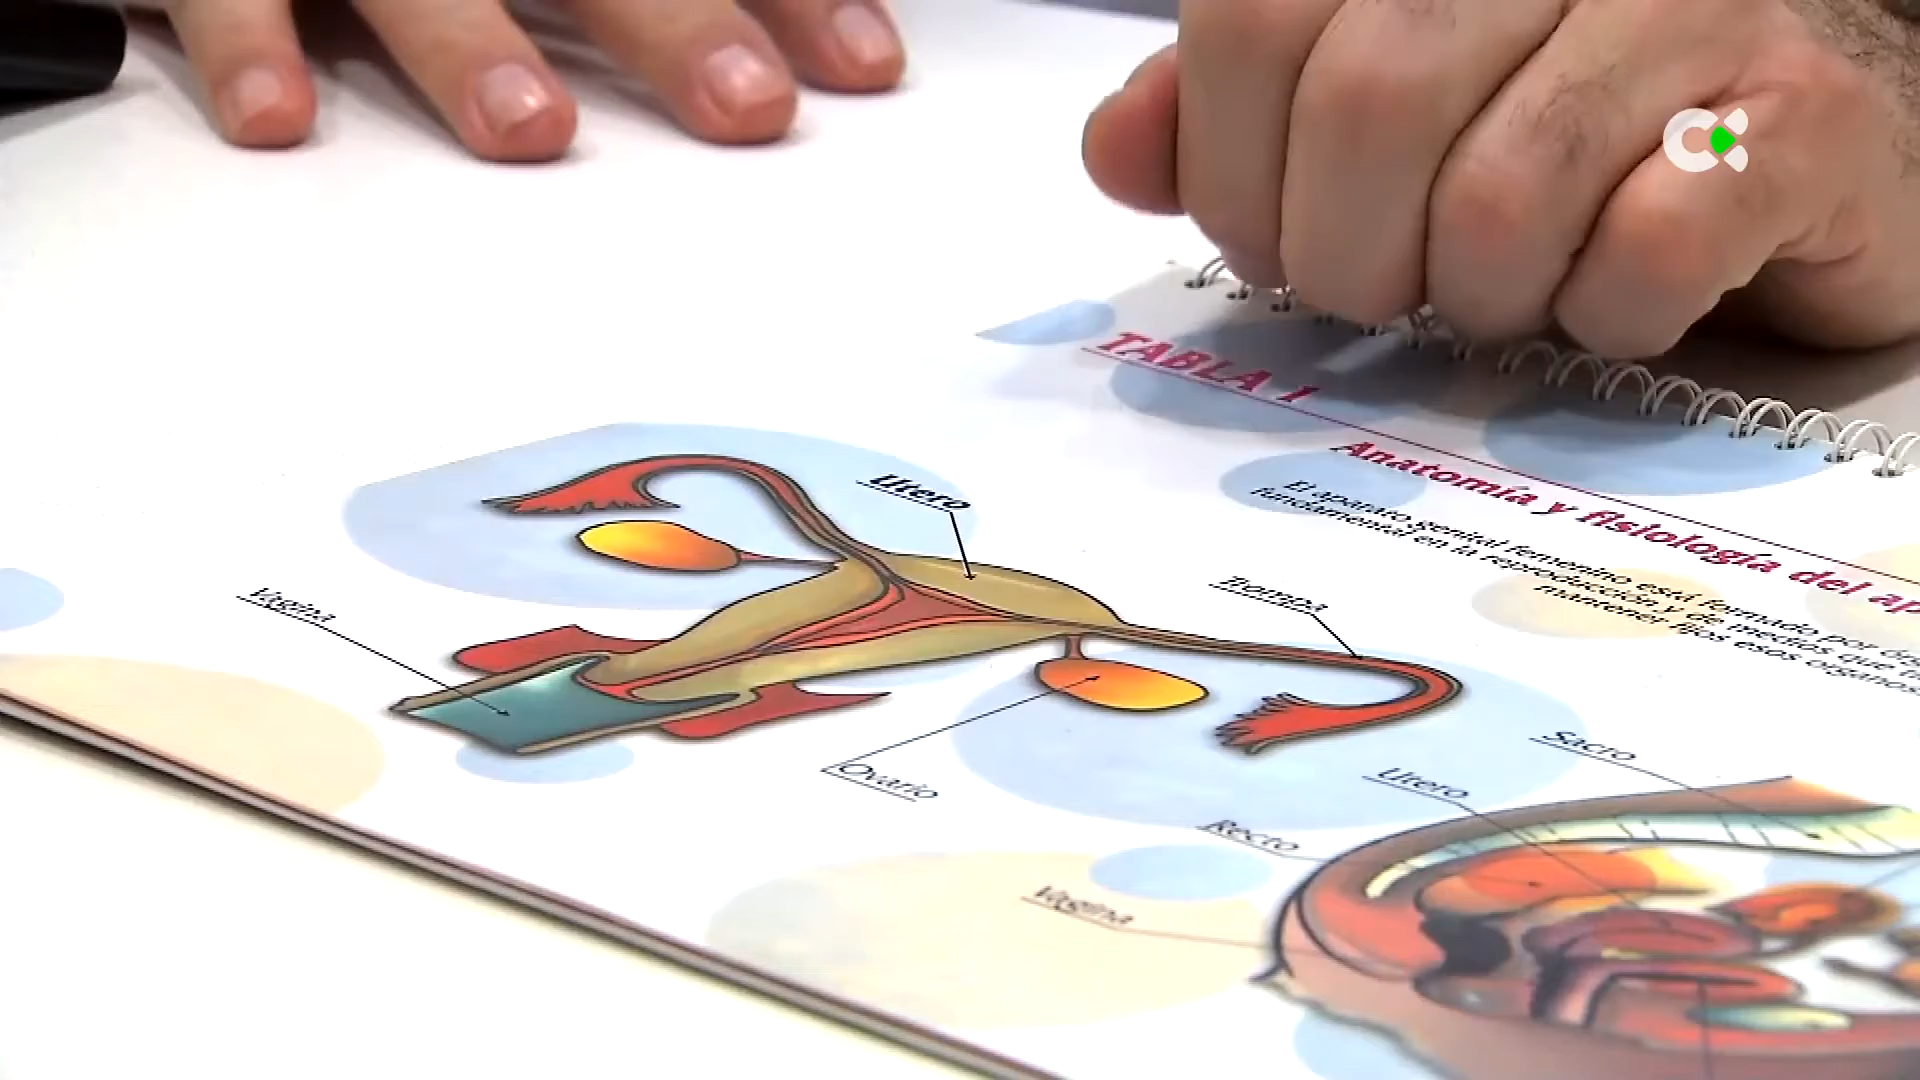 TABLA 1
Anatomía y fisiología del ap
El aparato genital femenino está formado por
fundamental en la reproducción y de medios que
mantener fijos esos organos
Utero
Vagina
Trompa
Ovario
Sacro
Utero
Recto
Vagina